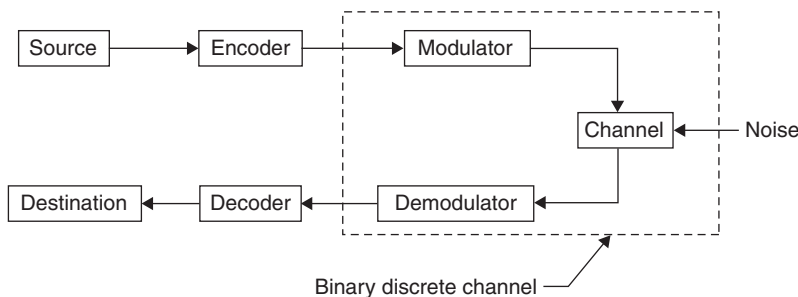 Source
Encoder
Modulator
Channel
Noise
Destination
Decoder
Demodulator
Binary discrete channel